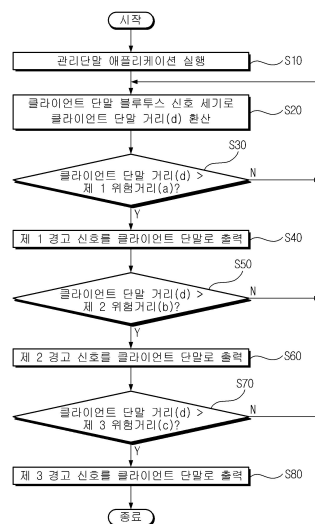 시작
관리단말 애플리케이션 실행
S10
클라이언트 단말 블루투스 신호 세기로
클라이언트 단말 거리(d) 환산
S20
S30
클라이언트 단말 거리(d) >
제 1 위험거리(a)?
N
Y
제 1 경고 신호를 클라이언트 단말로 출력
S40
S50
클라이언트 단말 거리(d) >
제 2 위험거리(b)?
N
Y
제 2 경고 신호를 클라이언트 단말로 출력
S60
S70
클라이언트 단말 거리(d) >
제 3 위험거리(c)?
N
Y
제 3 경고 신호를 클라이언트 단말로 출력
S80
종료